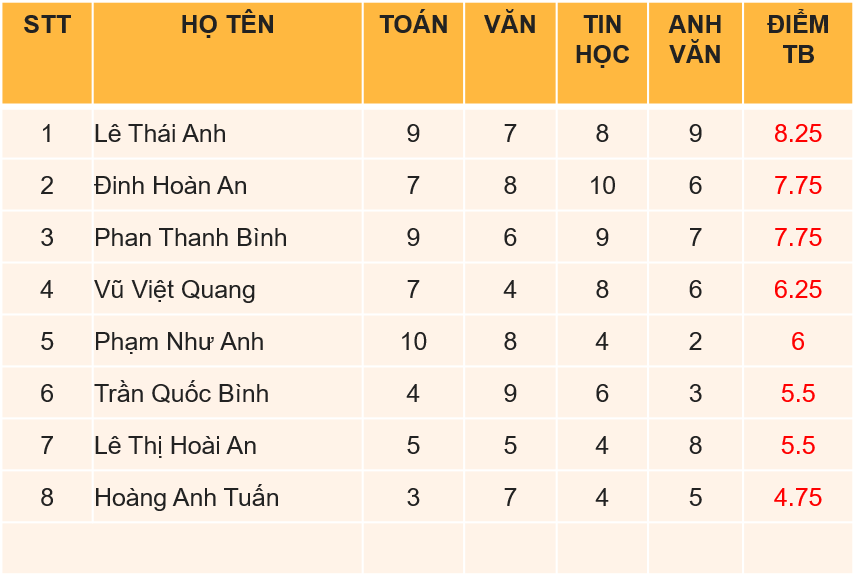 STT HỌ TÊN TOÁN VĂN TIN HỌC ANH VĂN ĐIỂM TB
1 Lê Thái Anh 9 7 8 9 8.25
2 Đinh Hoàn An 7 8 10 6 7.75
3 Phan Thanh Bình 9 6 9 7 7.75
4 Vũ Việt Quang 7 4 8 6 6.25
5 Phạm Như Anh 10 8 4 2 6
6 Trần Quốc Bình 4 9 6 3 5.5
7 Lê Thị Hoài An 5 5 4 8 5.5
8 Hoàng Anh Tuấn 3 7 4 5 4.75